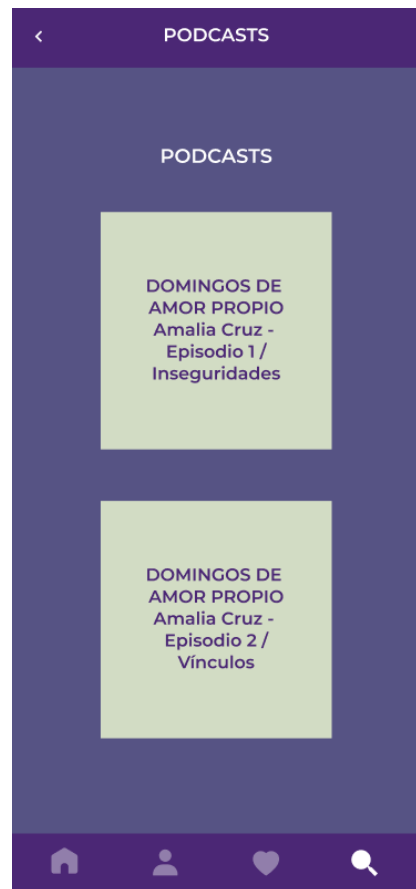 PODCASTS
PODCASTS
DOMINGOS DE
AMOR PROPIO
Amalia Cruz -
Episodio 1 /
Inseguridades
DOMINGOS DE
AMOR PROPIO
Amalia Cruz -
Episodio 2 /
Vínculos